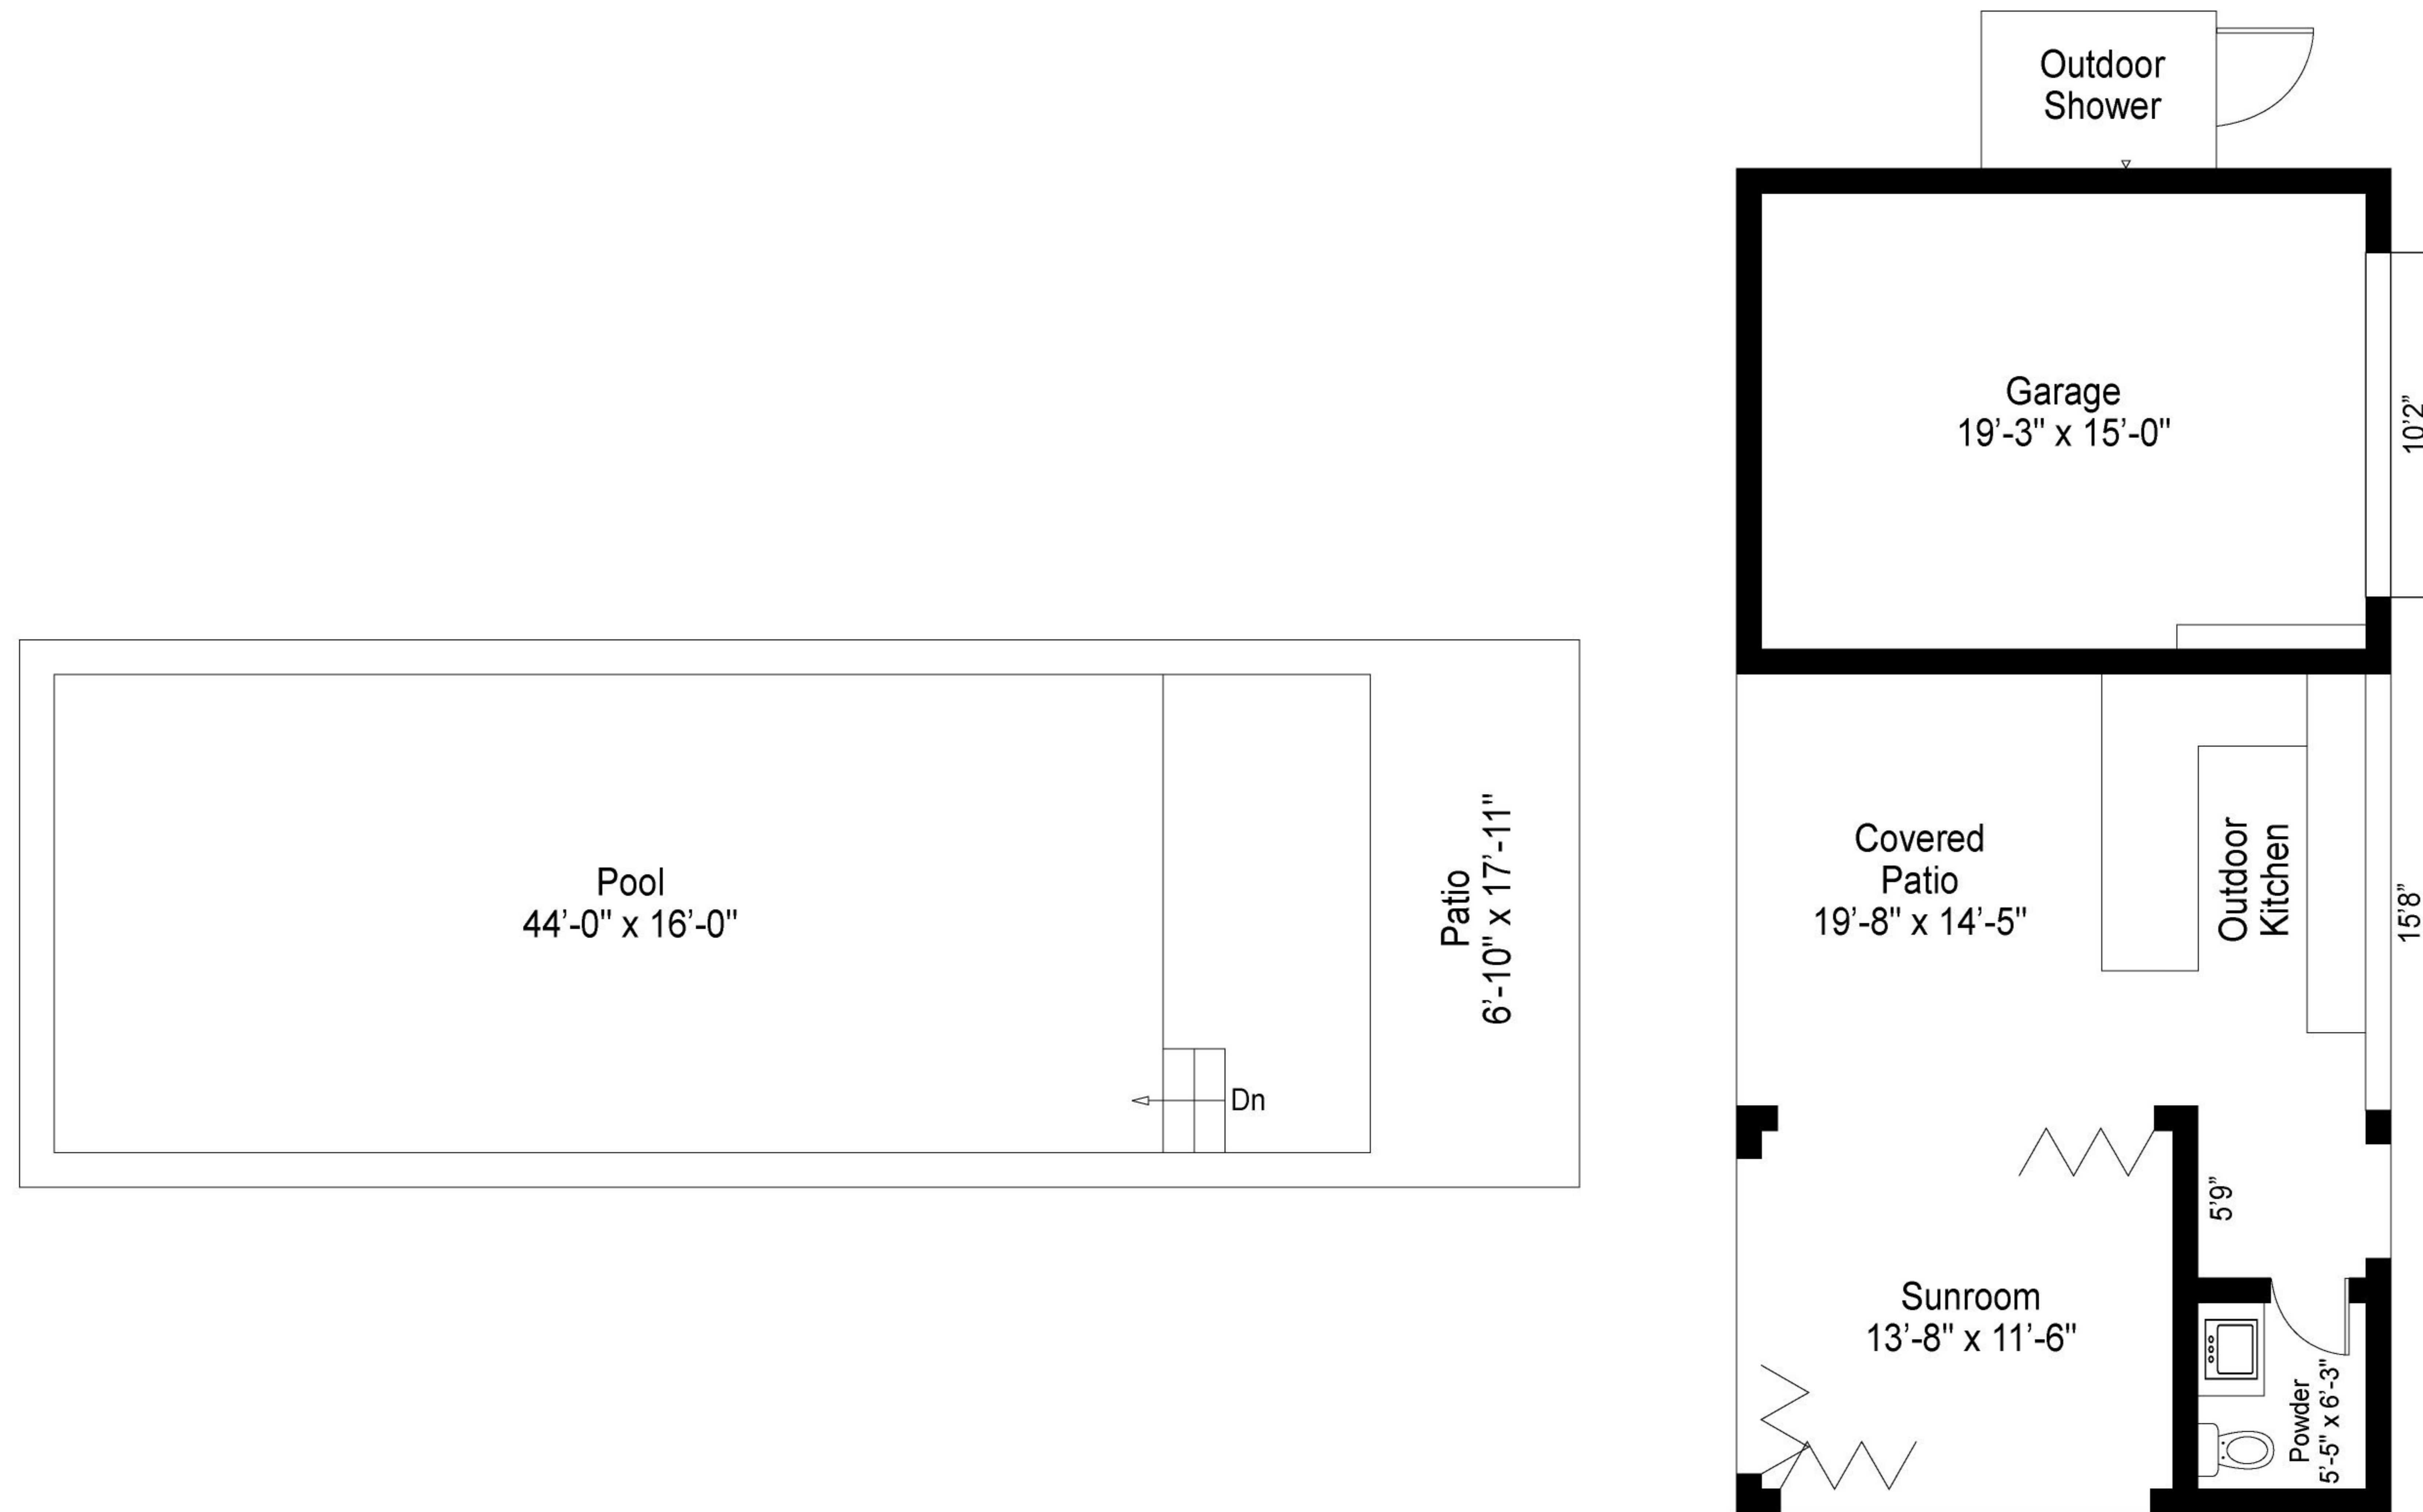 Outdoor
Shower
Garage
19’-3" x 15’-0"
10’2”
Pool
44’-0" x 16’-0"
Dn
Patio
6’-10" x 17’-11"
Covered
Patio
19’-8" x 14’-5"
Outdoor
Kitchen
15’8”
5’9”
Sunroom
13’-8" x 11’-6"
Powder
5’-5" x 6’-3"